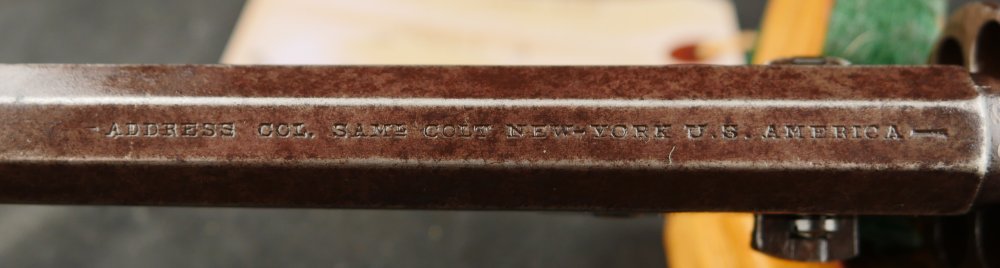 -ADDRESS COL. SAML COLT NEW-YORK U.S. AMERICA-